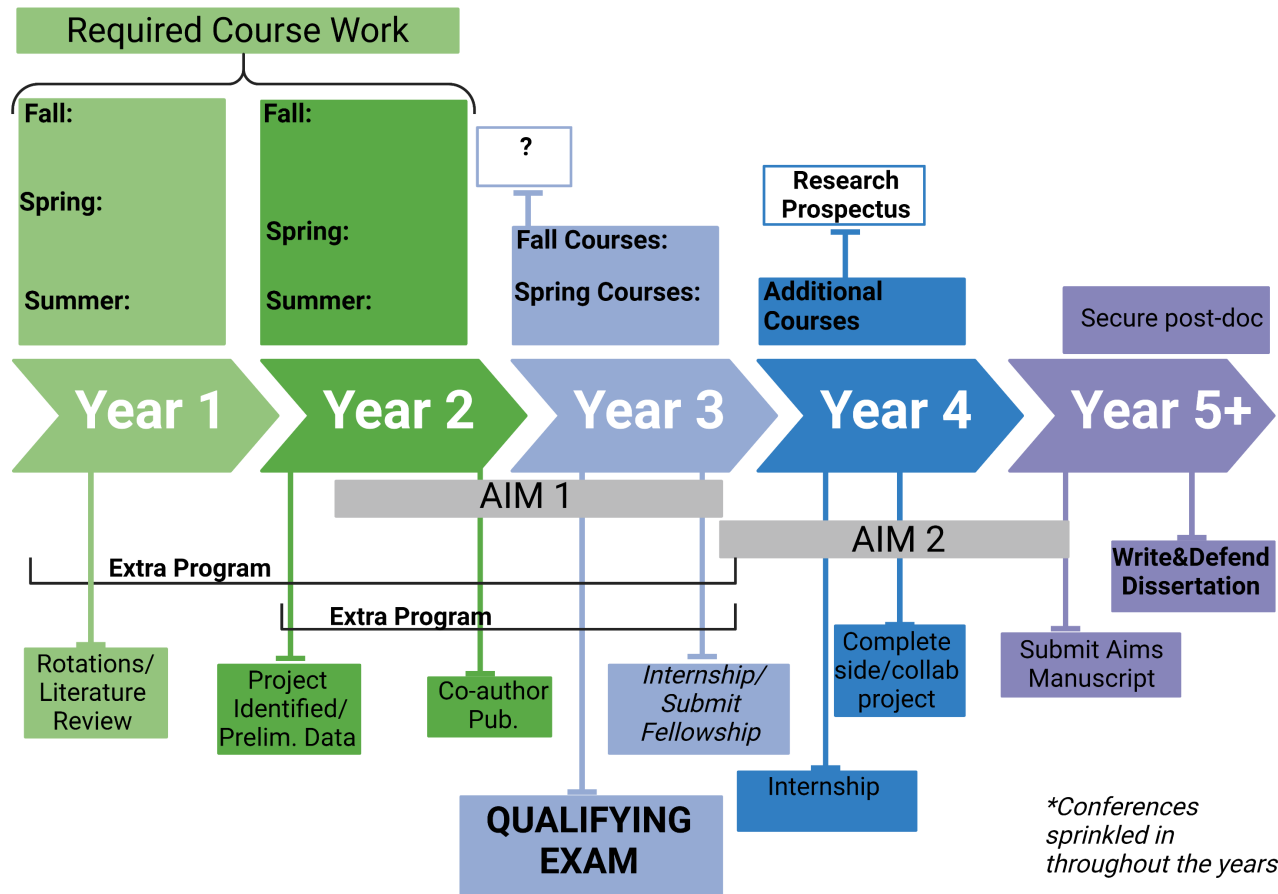 Required Course Work
Fall:
Spring:
Summer:
Fall:
Spring:
Summer:
?
Fall Courses:
Spring Courses:
Research
Prospectus
Additional
Courses
Secure post-doc
Year 1
Year 2
Year 3
Year 4
Year 5+
AIM 1
AIM 2
Extra Program
Extra Program
Rotations/
Literature
Review
Project
Identified/
Prelim. Data
Co-author
Pub.
QUALIFYING
EXAM
Internship/
Submit
Fellowship
Internship
Complete
side/collab
project
Submit Aims
Manuscript
Write&Defend
Dissertation
*Conferences
sprinkled in
throughout the years